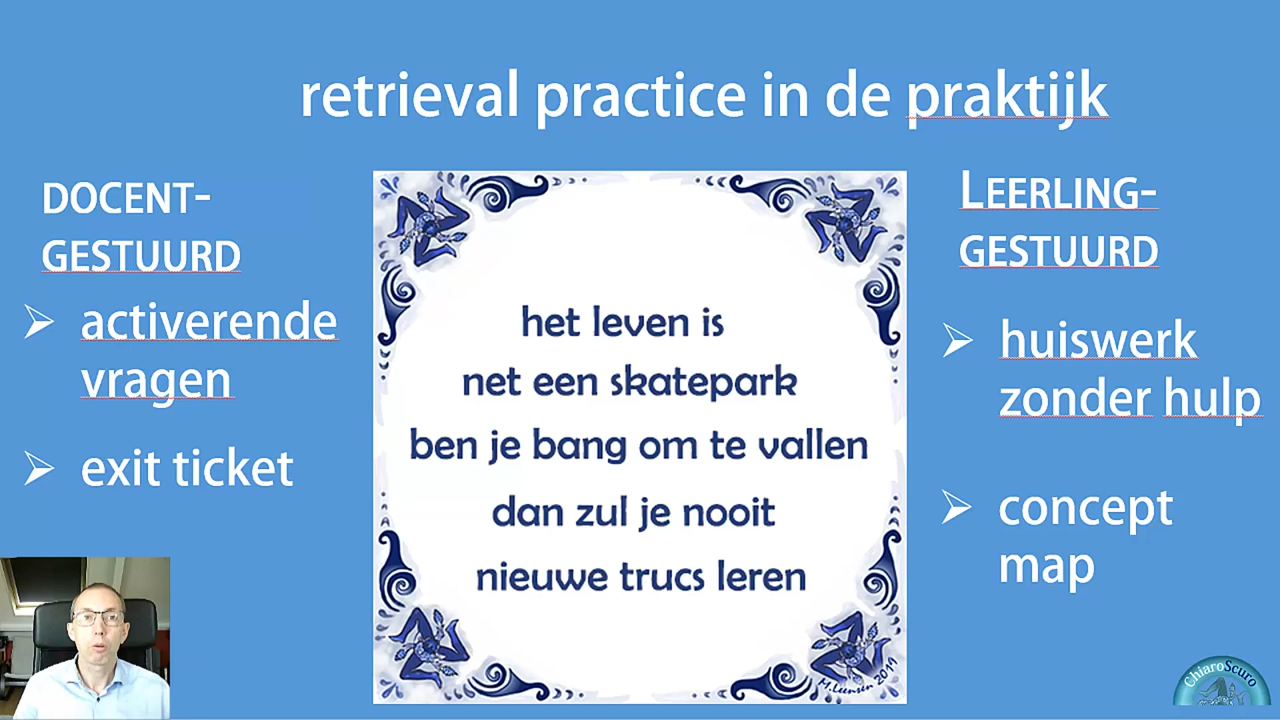 retrieval practice in de praktijk
DOCENT-
GESTUURD
activerende
vragen
exit ticket
het leven is
net een skatepark
ben je bang om te vallen
dan zul je nooit
nieuwe trucs leren
M.Leensen 2019
LEERLING-
GESTUURD
huiswerk
zonder hulp
concept
map
ChiaroScuro